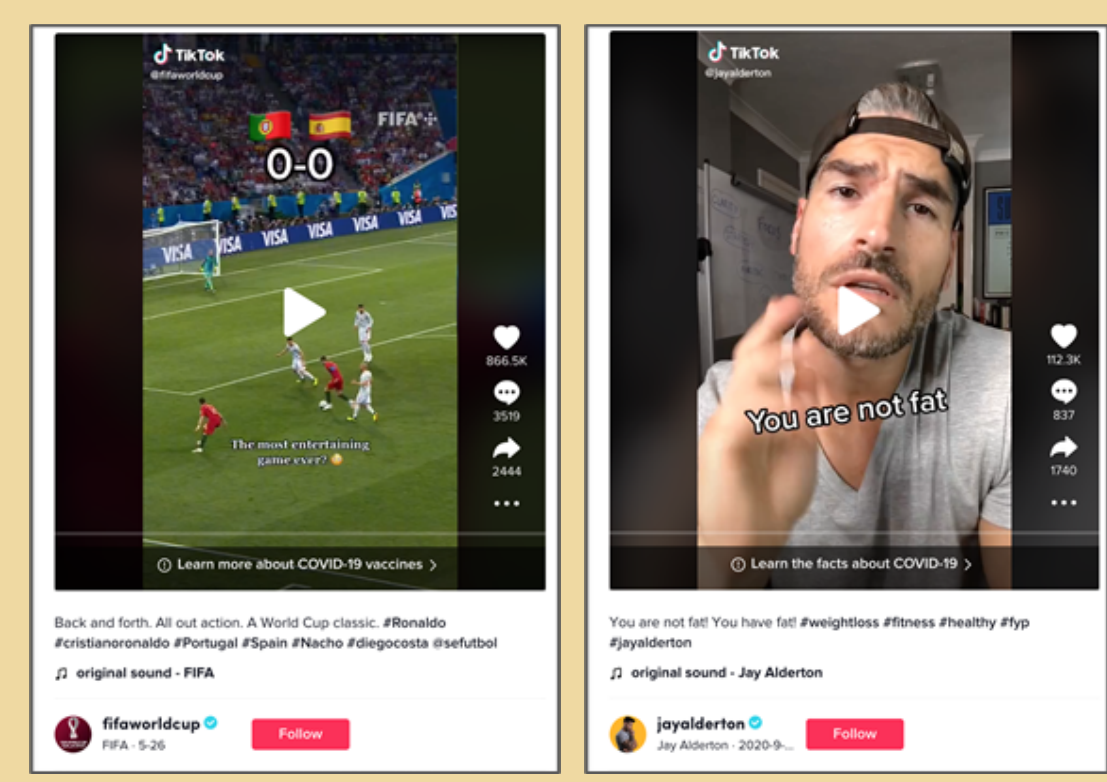 TikTok
@fifaworldcup
FIFA+
0-0
VISA VISA VISA VISA VISA VISA VIS
866.5K
3519
The most entertaining
game ever?
2444
Learn more about COVID-19 vaccines >
Back and forth. All out action. A World Cup classic. #Ronaldo
#cristianoronaldo #Portugal #Spain #Nacho #diegocosta @sefutbol
original sound - FIFA
fifaworldcup
FIFA · 5-26
Follow
TikTok
@jayalderton
112.3K
You are not fat
837
1740
Learn the facts about COVID-19 >
You are not fat! You have fat! #weightloss #fitness #healthy #fyp
#jayalderton
original sound - Jay Alderton
jayalderton
Jay Alderton · 2020-9-...
Follow